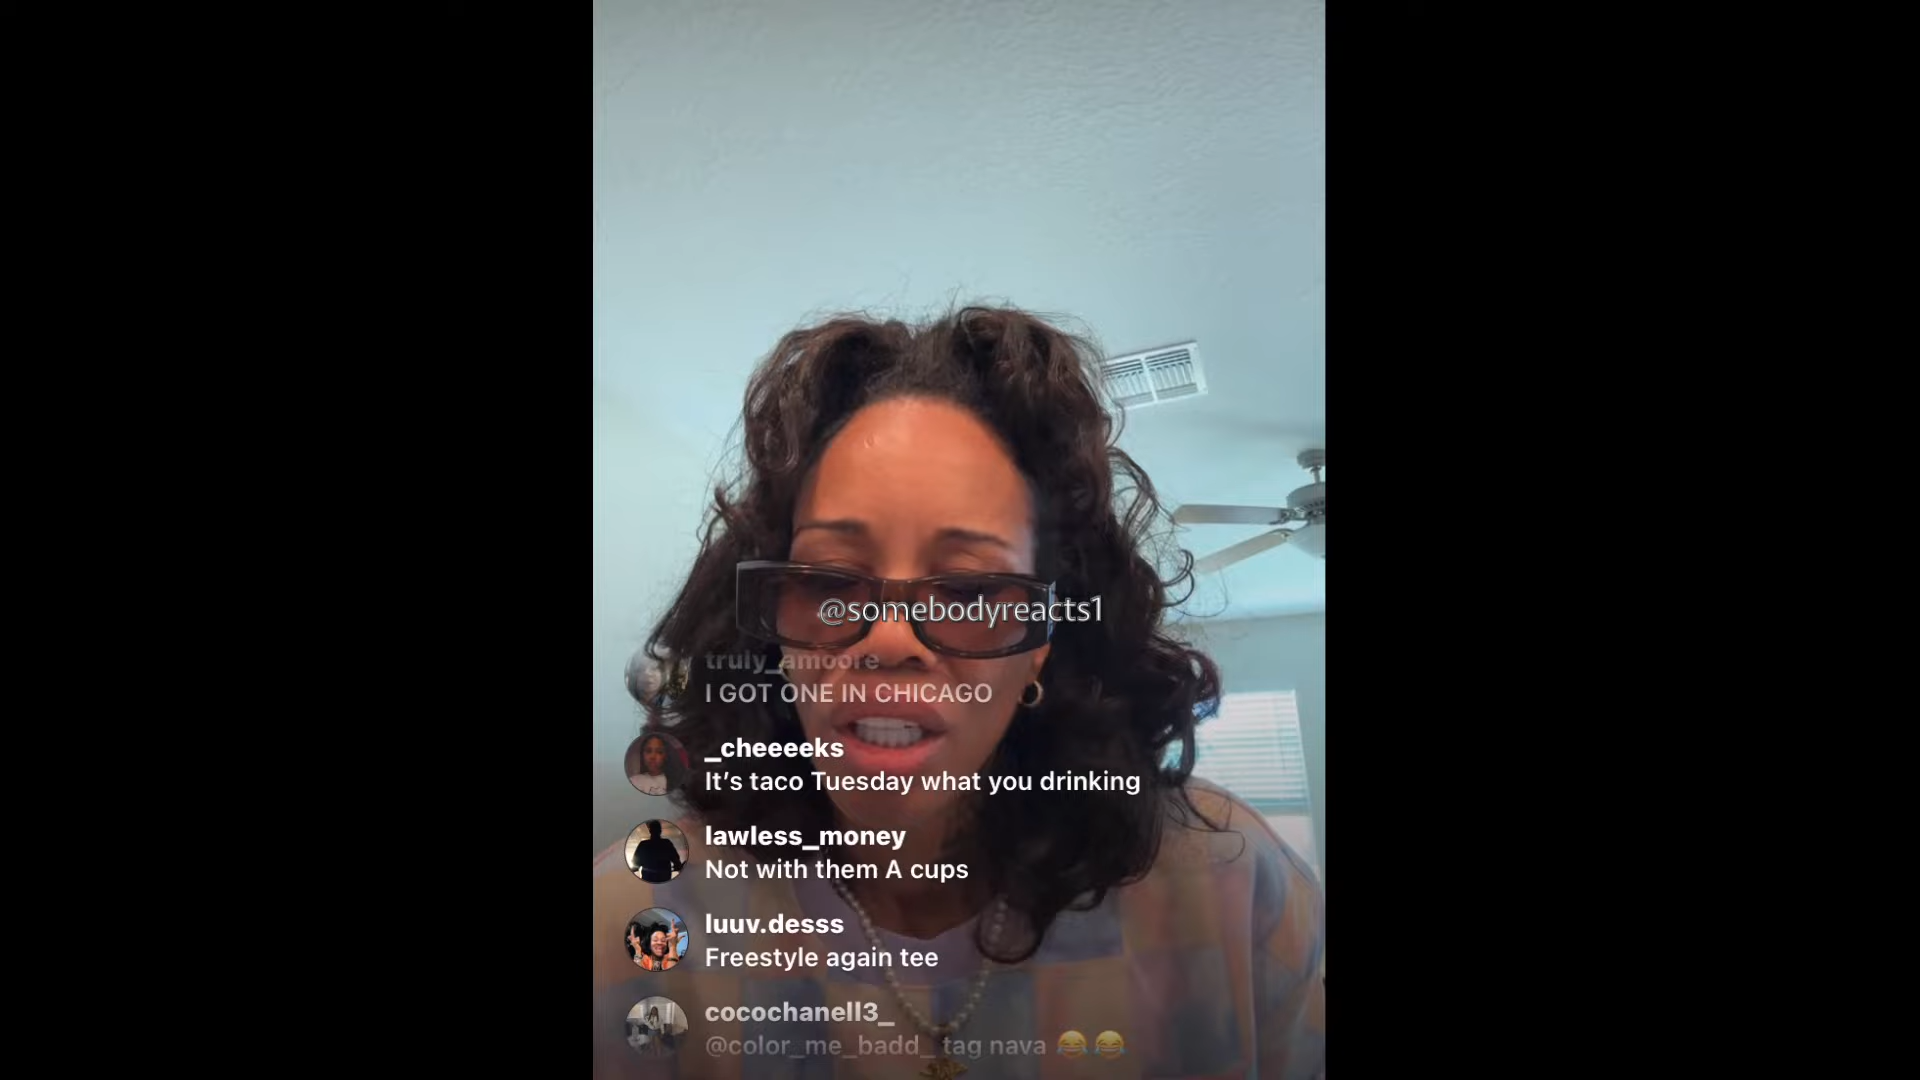 @somebodyreacts1
truly_amoore
I GOT ONE IN CHICAGO
_cheeeeks
It’s taco Tuesday what you drinking
lawless_money
Not with them A cups
luuv.desss
Freestyle again tee
cocochanell3_
@color_me_badd_ tag nava 😂😂